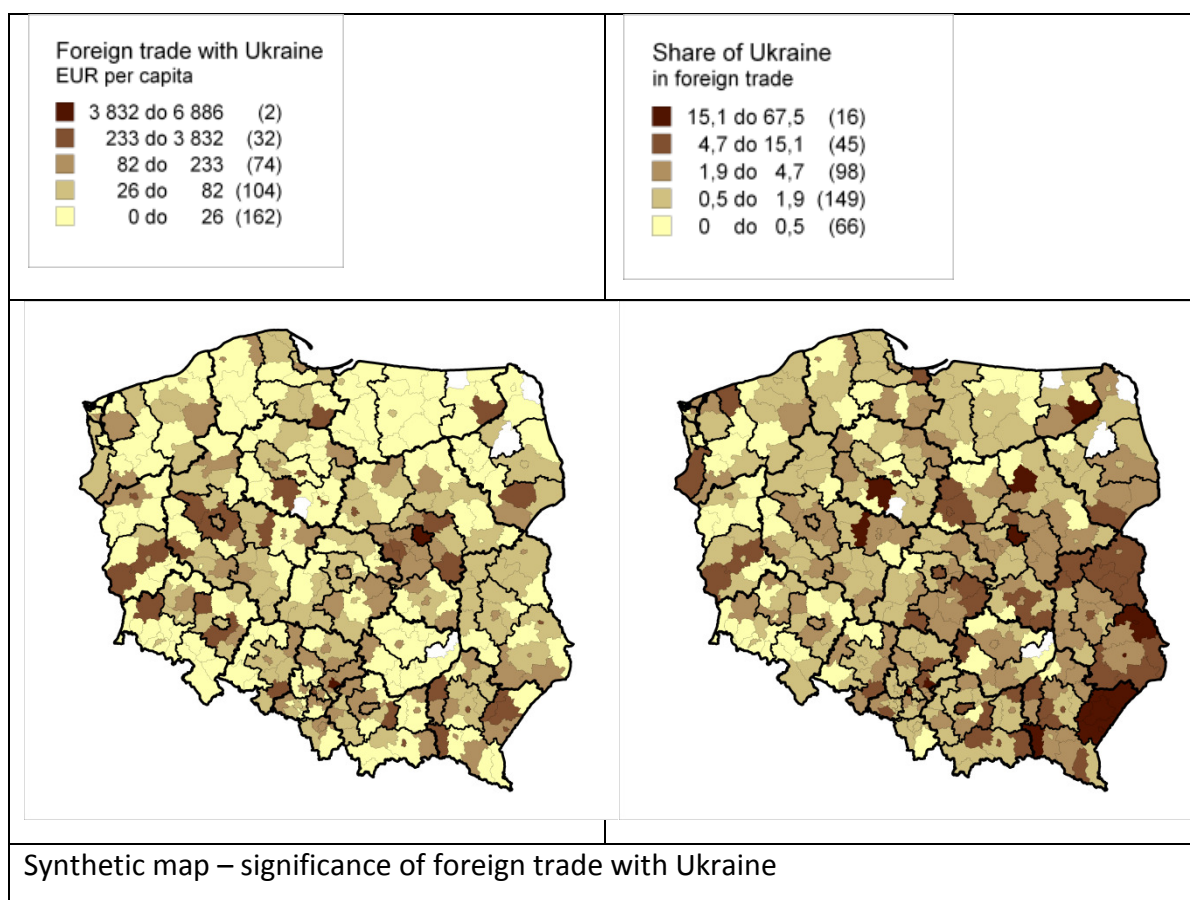 Foreign trade with Ukraine
EUR per capita
3 832 do 6 886 (2)
233 do 3 832 (32)
82 do 233 (74)
26 do 82 (104)
0 do 26 (162)
Share of Ukraine
in foreign trade
15,1 do 67,5 (16)
4,7 do 15,1 (45)
1,9 do 4,7 (98)
0,5 do 1,9 (149)
0 do 0,5 (66)
Synthetic map – significance of foreign trade with Ukraine